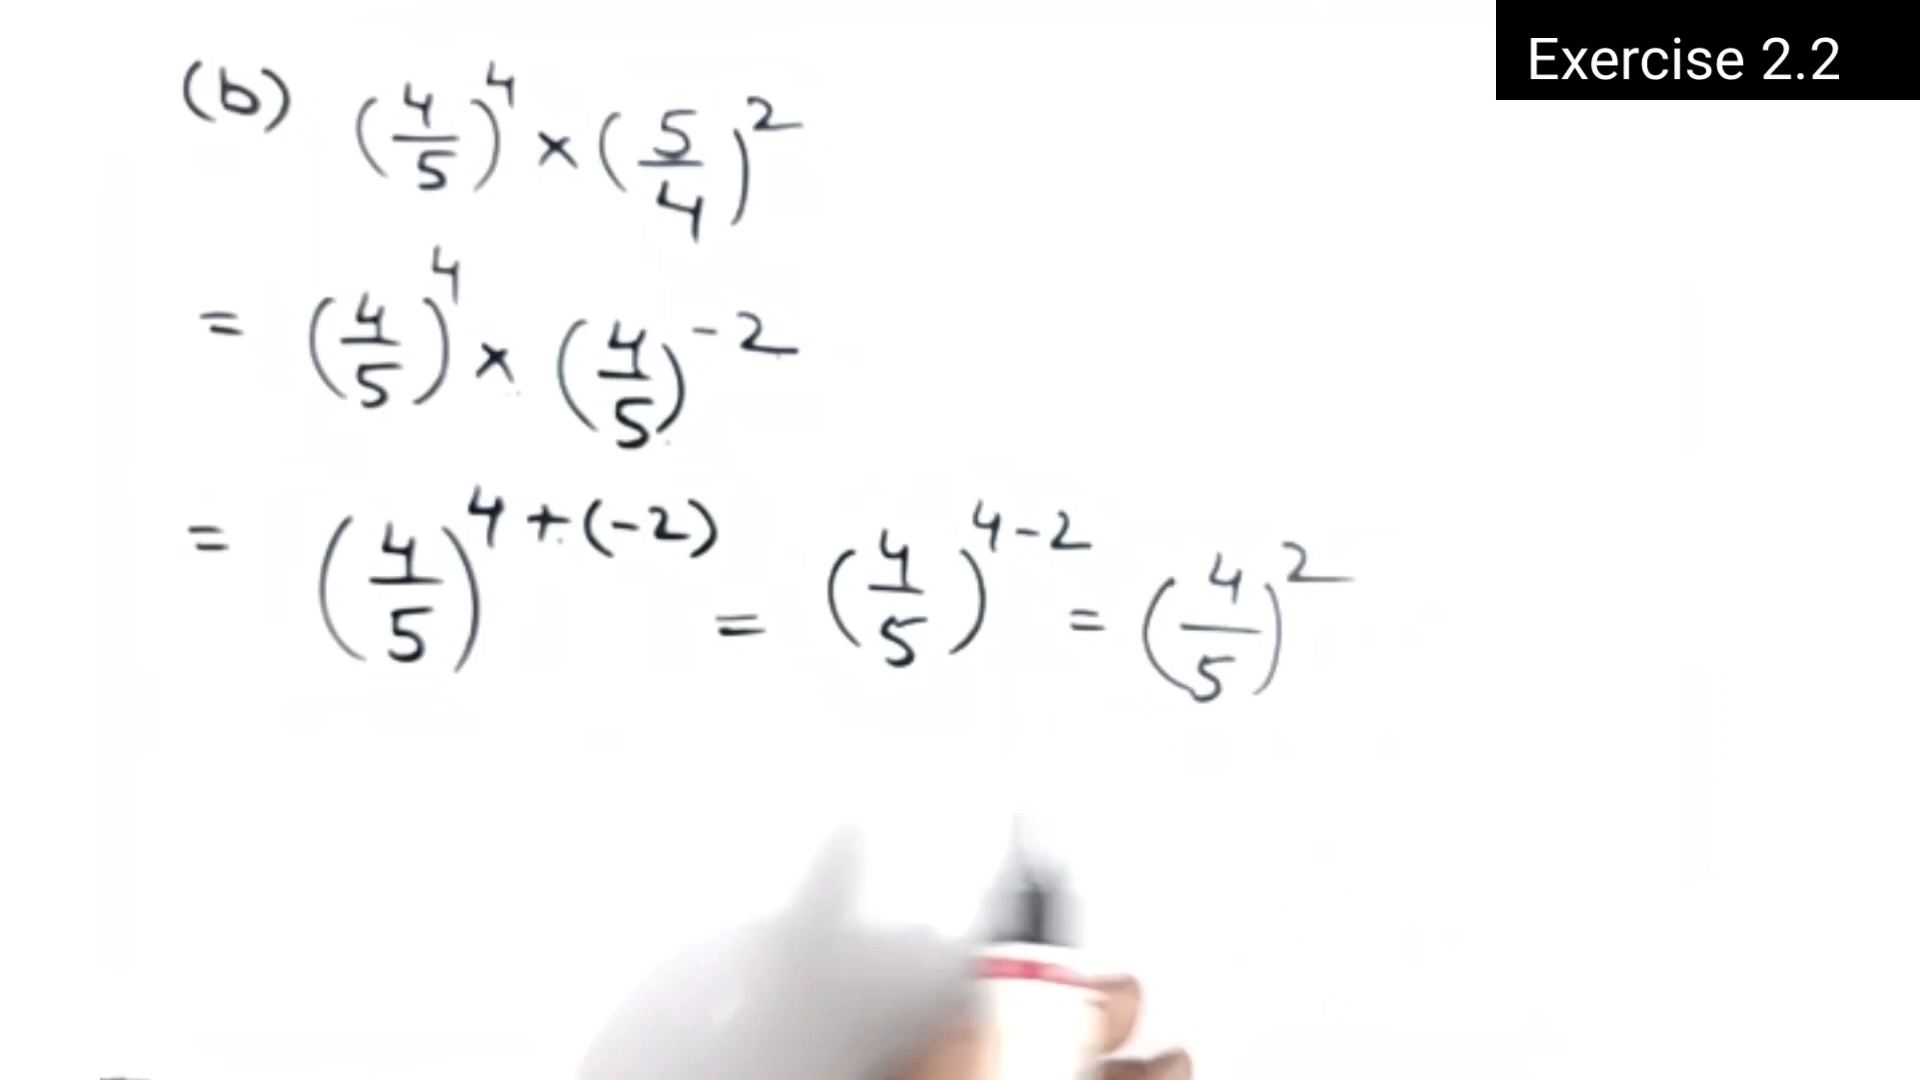 Exercise 2.2
(b) (4/5)^4 × (5/4)^2
= (4/5)^4 × (4/5)^-2
= (4/5)^4+(-2) = (4/5)^4-2 = (4/5)^2